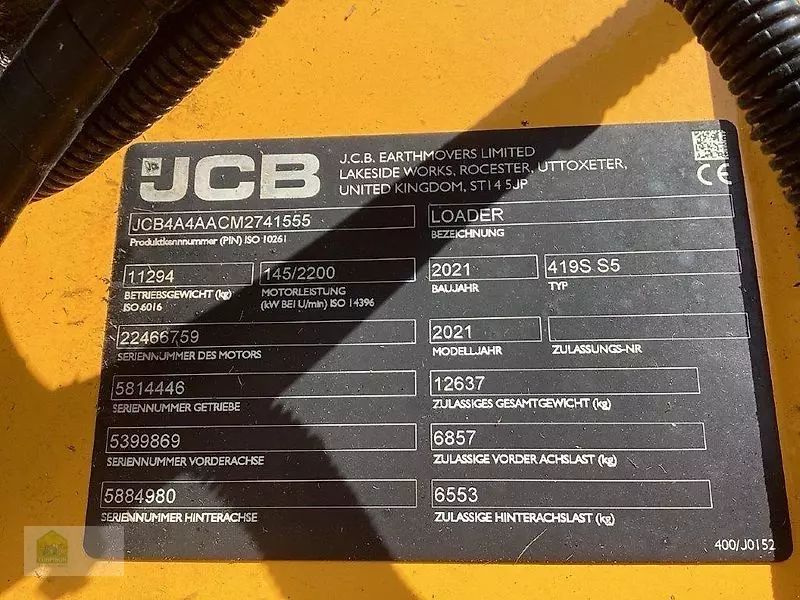 JCB
J.C.B. EARTHMOVERS LIMITED
LAKESIDE WORKS, ROCESTER, UTTOXETER,
UNITED KINGDOM, ST14 5JP
CE
JCB4A4AACM2741555
Produktkennnummer (PIN) ISO 10261
LOADER
BEZEICHNUNG
11294
BETRIEBSGEWICHT (kg)
ISO 6016
145/2200
MOTORLEISTUNG
(kW BEI U/min) ISO 14396
2021
BAUJAHR
419S S5
TYP
22466759
SERIENNUMMER DES MOTORS
2021
MODELLJAHR
ZULASSUNGS-NR
5814446
SERIENNUMMER GETRIEBE
12637
ZULÄSSIGES GESAMTGEWICHT (kg)
5399869
SERIENNUMMER VORDERACHSE
6857
ZULÄSSIGE VORDER ACHSLAST (kg)
5884980
SERIENNUMMER HINTERACHSE
6553
ZULÄSSIGE HINTERACHSLAST (kg)
400/J0152